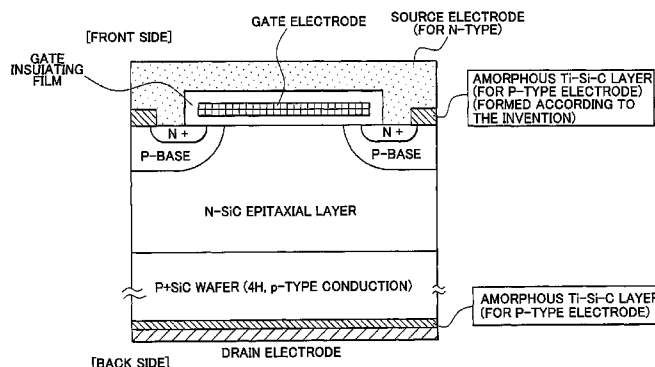 [FRONT SIDE]
GATE ELECTRODE
SOURCE ELECTRODE
(FOR N-TYPE)
GATE
INSUIATING
FILM
AMORPHOUS Ti-Si-C LAYER
(FOR P-TYPE ELECTRODE)
(FORMED ACCORDING TO
THE INVENTION)
N+
N+
P-BASE
P-BASE
N-SiC EPITAXIAL LAYER
P+SiC WAFER (4H, p-TYPE CONDUCTION)
AMORPHOUS Ti-Si-C LAYER
(FOR P-TYPE ELECTRODE)
DRAIN ELECTRODE
[BACK SIDE]